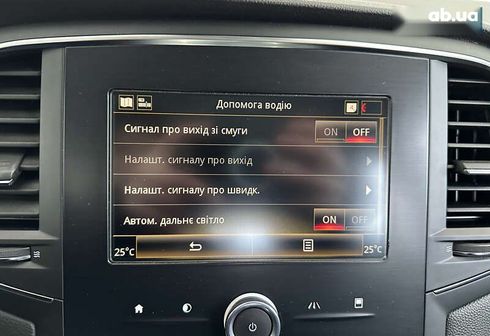 ab.ua
Допомога водію
Сигнал про вихід зі смуги ON OFF
Налашт. сигналу про вихід
Налашт. сигналу про швидк.
Автом. дальнє світло ON OFF
25°C 25°C